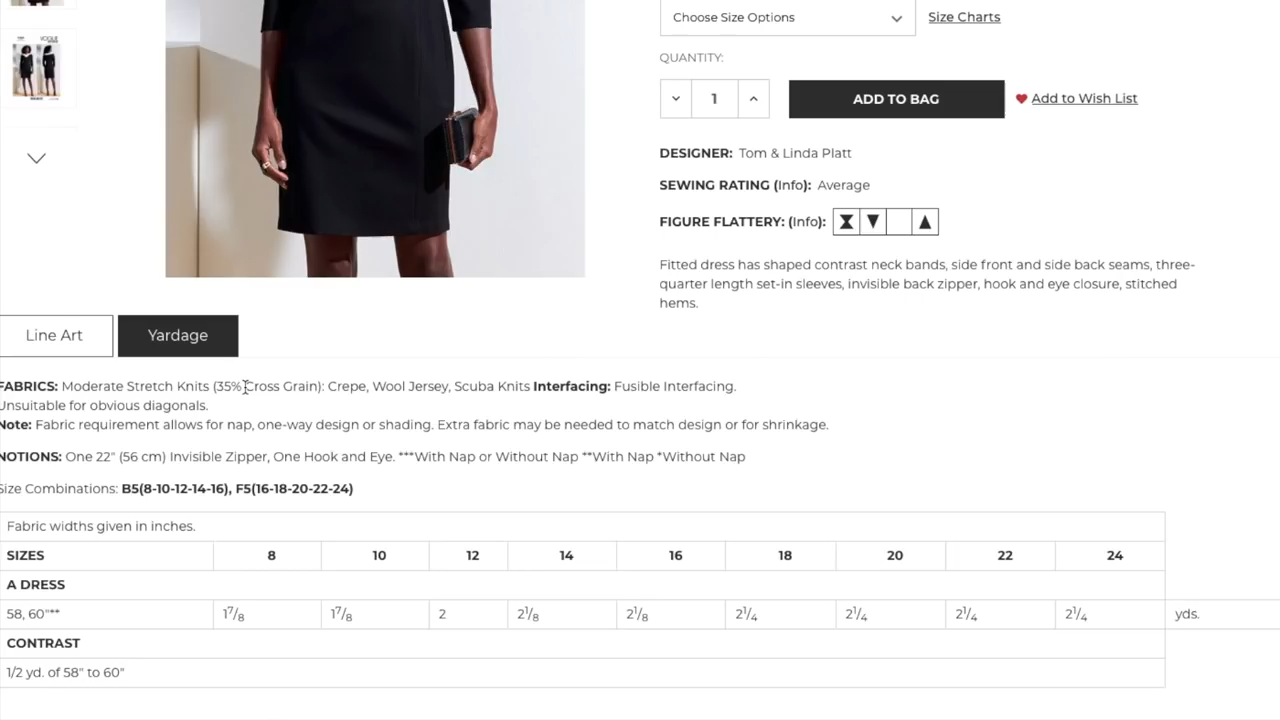 VOGUE
Choose Size Options
Size Charts
QUANTITY:
1
ADD TO BAG
Add to Wish List
DESIGNER: Tom & Linda Platt
SEWING RATING (Info): Average
FIGURE FLATTERY: (Info):
Fitted dress has shaped contrast neck bands, side front and side back seams, three-
quarter length set-in sleeves, invisible back zipper, hook and eye closure, stitched
hems.
Line Art
Yardage
FABRICS: Moderate Stretch Knits (35% Cross Grain): Crepe, Wool Jersey, Scuba Knits Interfacing: Fusible Interfacing.
Unsuitable for obvious diagonals.
Note: Fabric requirement allows for nap, one-way design or shading. Extra fabric may be needed to match design or for shrinkage.
NOTIONS: One 22" (56 cm) Invisible Zipper, One Hook and Eye. ***With Nap or Without Nap **With Nap *Without Nap
Size Combinations: B5(8-10-12-14-16), F5(16-18-20-22-24)
Fabric widths given in inches.
SIZES 8 10 12 14 16 18 20 22 24
A DRESS
58, 60"** 1⁷/₈ 1⁷/₈ 2 2¹/₈ 2¹/₈ 2¹/₄ 2¹/₄ 2¹/₄ 2¹/₄ yds.
CONTRAST
1/2 yd. of 58" to 60"